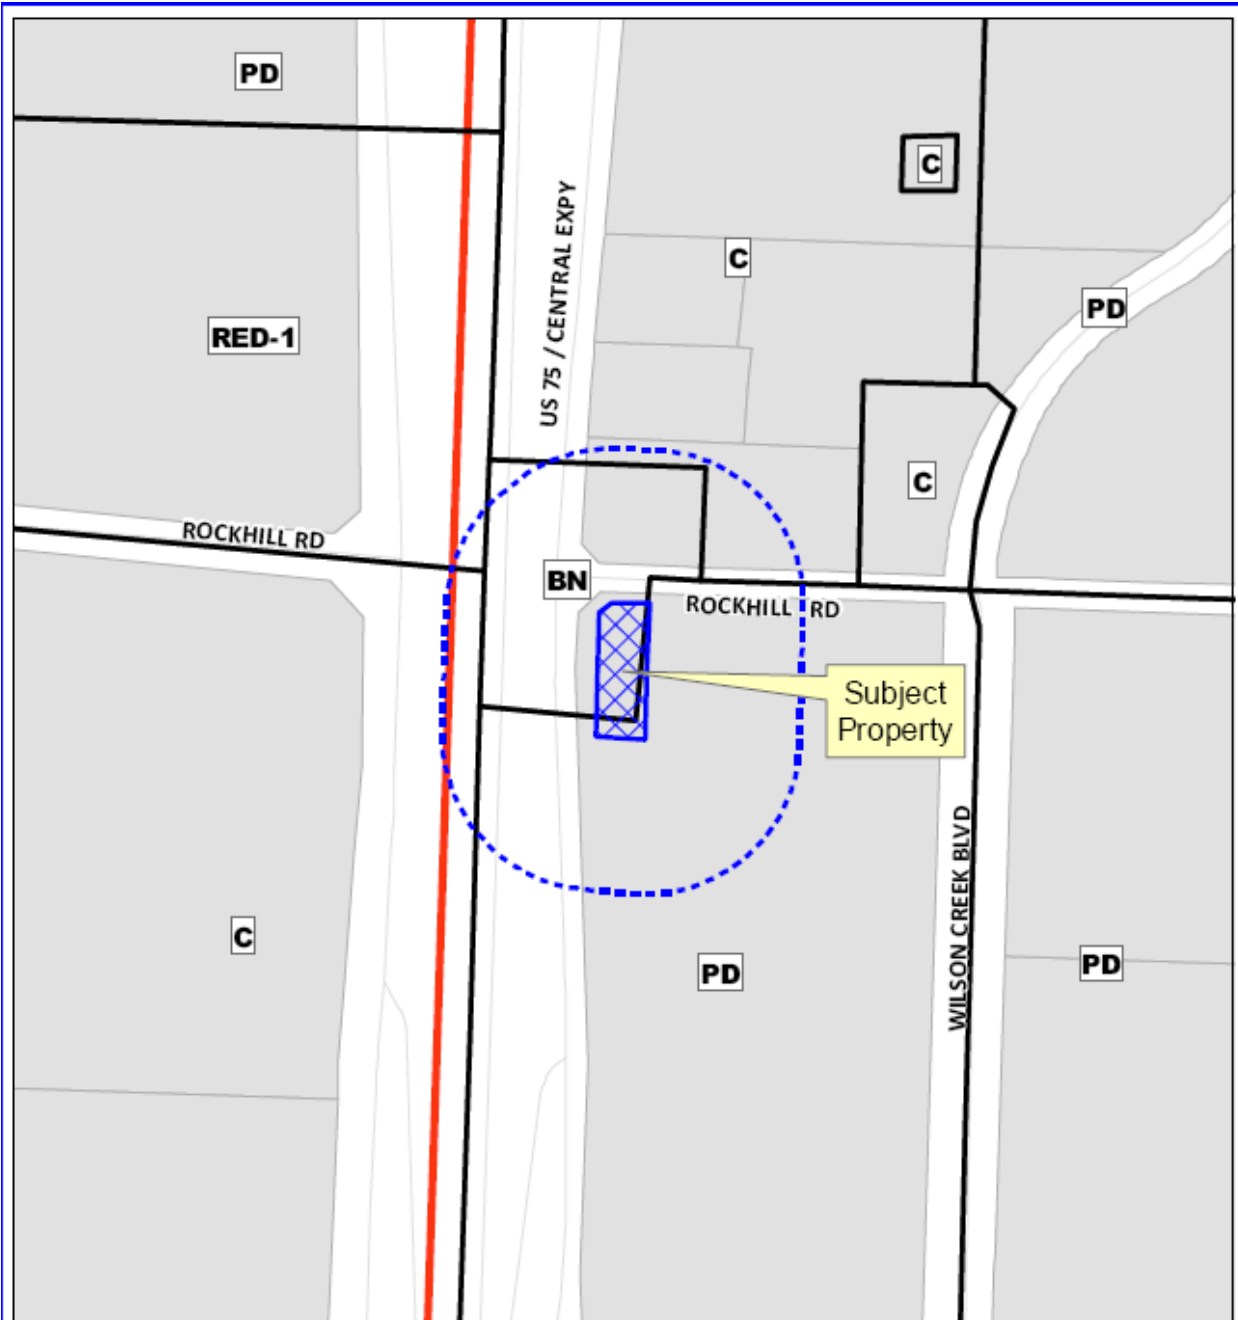 PD
C
US 75 / CENTRAL EXPY
C
PD
RED-1
C
ROCKHILL RD
BN
ROCKHILL RD
Subject
Property
WILSON CREEK BLVD
C
PD
PD